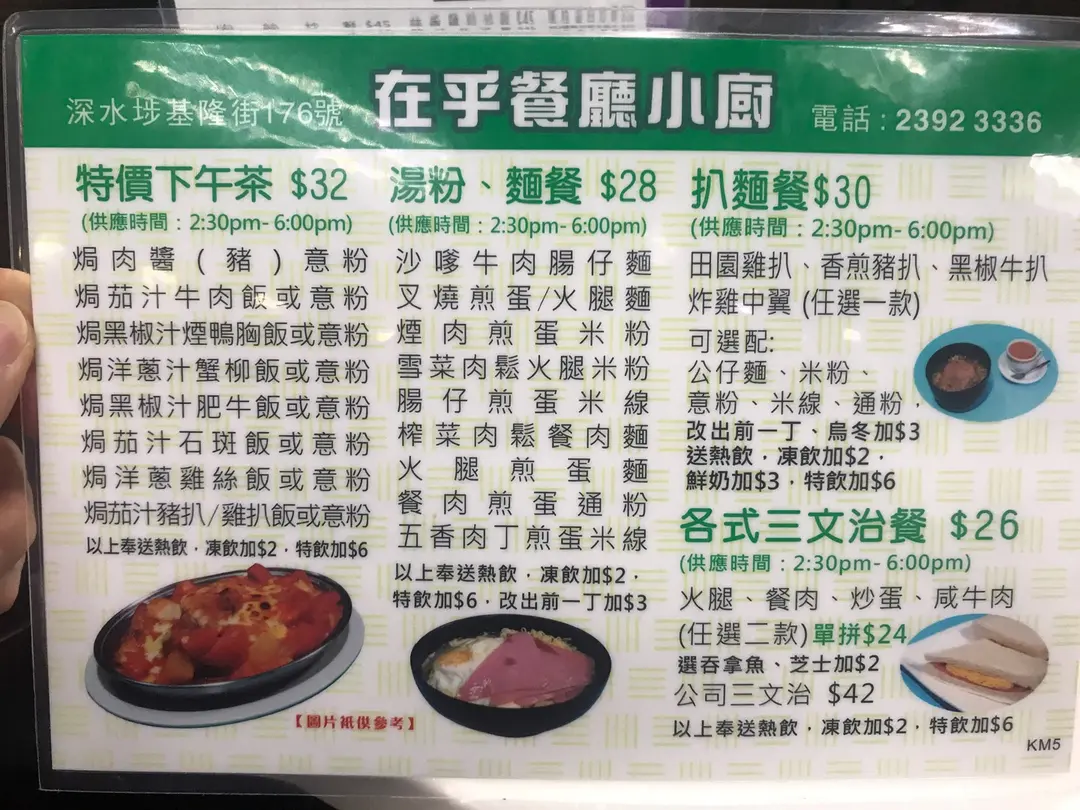 深水埗基隆街176號
在乎餐廳小廚
電話：2392 3336
特價下午茶 $32
(供應時間：2:30pm- 6:00pm)
焗肉醬(豬)意粉
焗茄汁牛肉飯或意粉
焗黑椒汁煙鴨胸飯或意粉
焗洋蔥汁蟹柳飯或意粉
焗黑椒汁肥牛飯或意粉
焗茄汁石斑飯或意粉
焗洋蔥雞絲飯或意粉
焗茄汁豬扒/雞扒飯或意粉
以上奉送熱飲，凍飲加$2．特飲加$6
【圖片祇供參考】
湯粉、麵餐 $28
(供應時間：2:30pm- 6:00pm)
沙嗲牛肉腸仔麵
叉燒煎蛋/火腿麵
煙肉煎蛋米粉
雪菜肉鬆火腿米粉
腸仔煎蛋米線
榨菜肉鬆餐肉麵
火腿煎蛋麵
餐肉煎蛋通粉
五香肉丁煎蛋米線
以上奉送熱飲，凍飲加$2．
特飲加$6．改出前一丁加$3
扒麵餐$30
(供應時間：2:30pm- 6:00pm)
田園雞扒、香煎豬扒、黑椒牛扒
炸雞中翼 (任選一款)
可選配:
公仔麵、米粉、
意粉、米線、通粉，
改出前一丁、烏冬加$3
送熱飲，凍飲加$2．
鮮奶加$3．特飲加$6
各式三文治餐 $26
(供應時間：2:30pm- 6:00pm)
火腿、餐肉、炒蛋、咸牛肉
(任選二款)單拼$24
選吞拿魚、芝士加$2
公司三文治 $42
以上奉送熱飲，凍飲加$2，特飲加$6
KM5